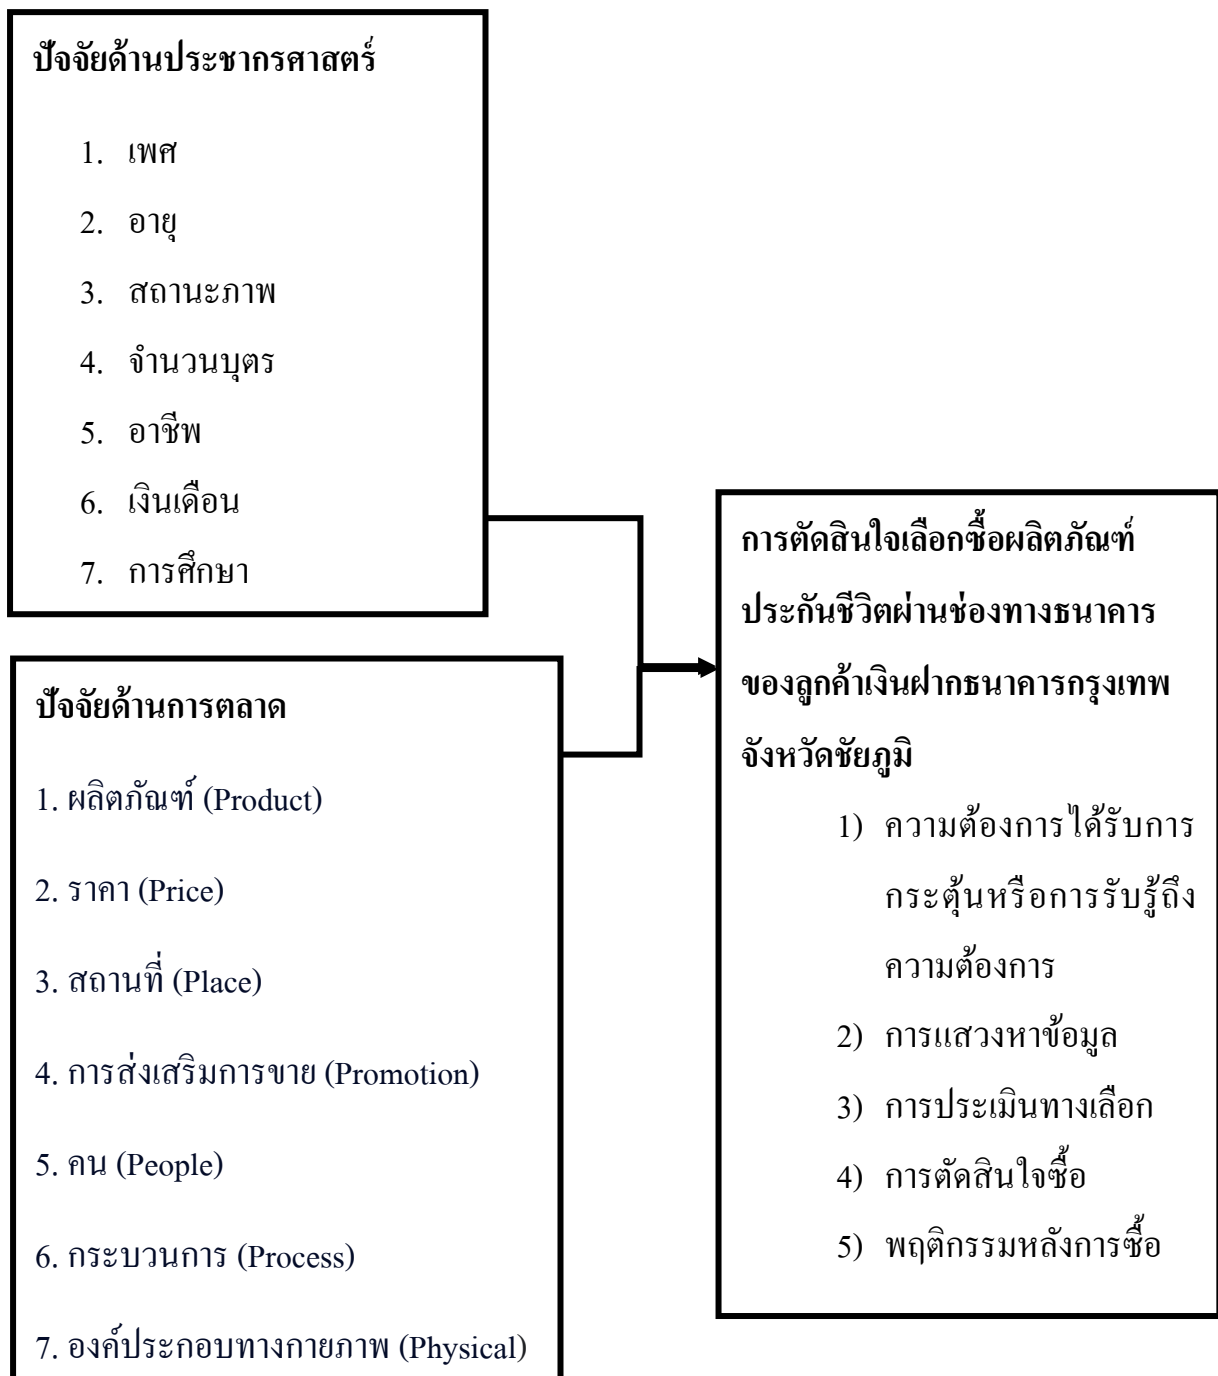 ปัจจัยด้านประชากรศาสตร์
1. เพศ
2. อายุ
3. สถานะภาพ
4. จำนวนบุตร
5. อาชีพ
6. เงินเดือน
7. การศึกษา
ปัจจัยด้านการตลาด
1. ผลิตภัณฑ์ (Product)
2. ราคา (Price)
3. สถานที่ (Place)
4. การส่งเสริมการขาย (Promotion)
5. คน (People)
6. กระบวนการ (Process)
7. องค์ประกอบทางกายภาพ (Physical)
การตัดสินใจเลือกซื้อผลิตภัณฑ์
ประกันชีวิตผ่านช่องทางธนาคาร
ของลูกค้าเงินฝากธนาคารกรุงเทพ
จังหวัดชัยภูมิ
1) ความต้องการได้รับการ
กระตุ้นหรือการรับรู้ถึง
ความต้องการ
2) การแสวงหาข้อมูล
3) การประเมินทางเลือก
4) การตัดสินใจซื้อ
5) พฤติกรรมหลังการซื้อ